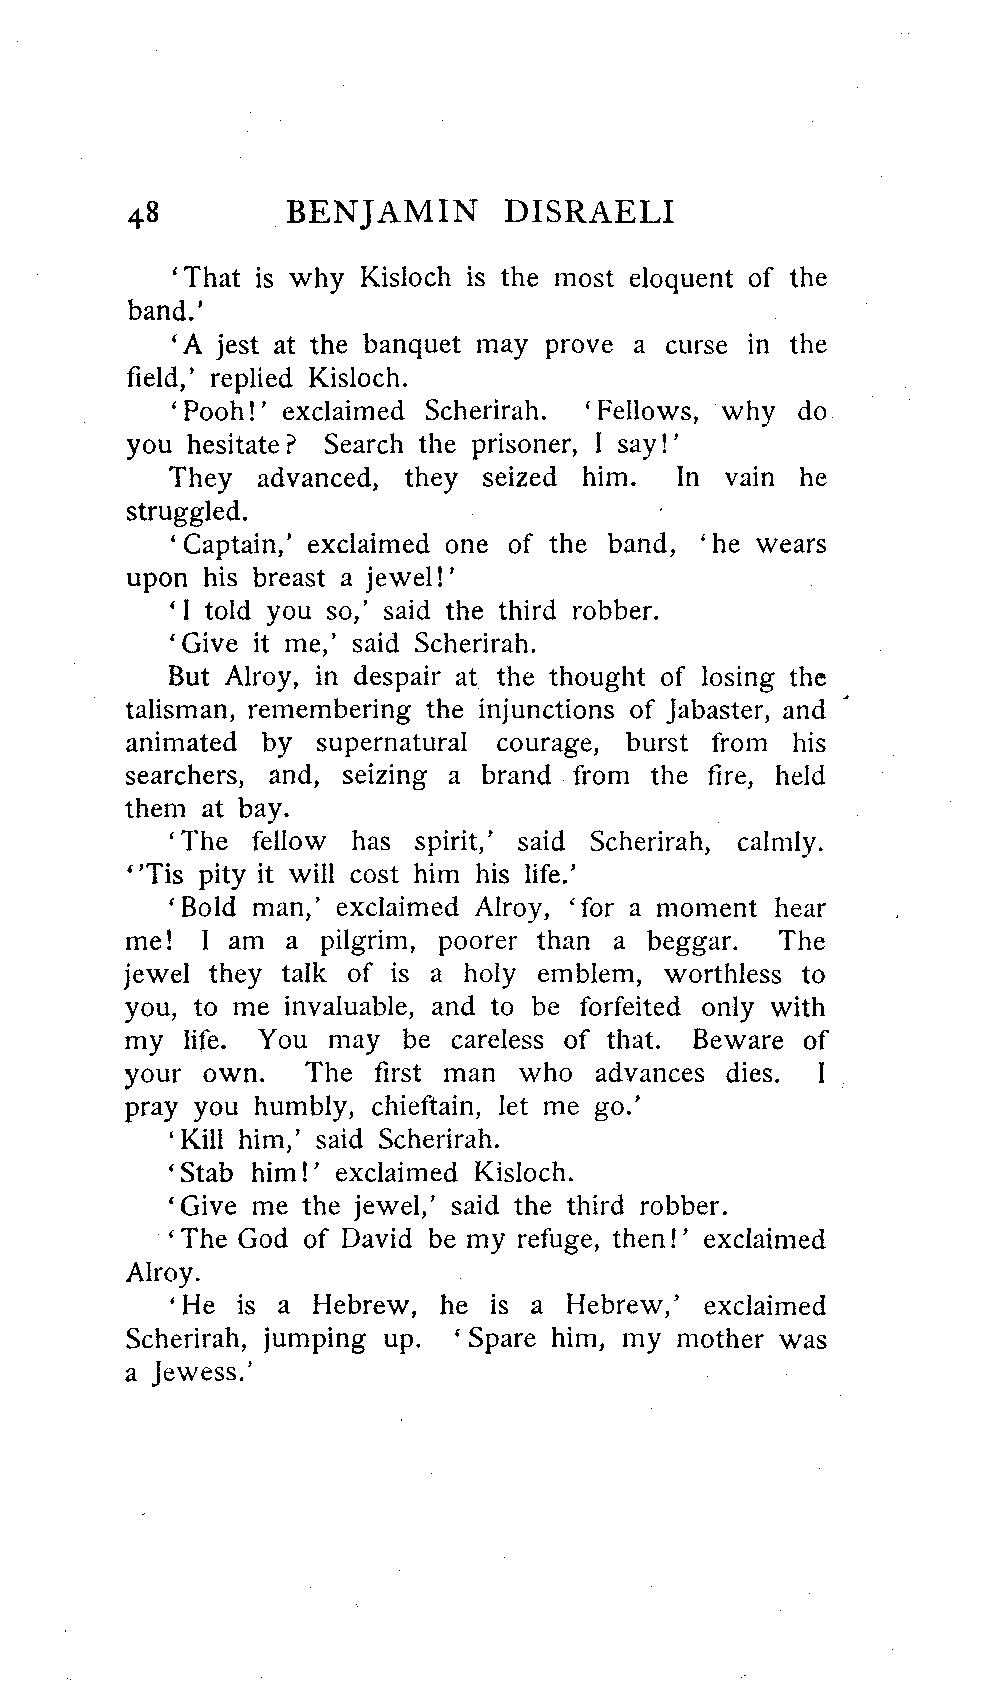 48 BENJAMIN DISRAELI
‘That is why Kisloch is the most eloquent of the
band.’
‘A jest at the banquet may prove a curse in the
field,’ replied Kisloch.
‘Pooh!’ exclaimed Scherirah. ‘Fellows, why do
you hesitate? Search the prisoner, I say!’
They advanced, they seized him. In vain he
struggled.
‘Captain,’ exclaimed one of the band, ‘he wears
upon his breast a jewel!’
‘I told you so,’ said the third robber.
‘Give it me,’ said Scherirah.
But Alroy, in despair at the thought of losing the
talisman, remembering the injunctions of Jabaster, and
animated by supernatural courage, burst from his
searchers, and, seizing a brand from the fire, held
them at bay.
‘The fellow has spirit,’ said Scherirah, calmly.
‘’Tis pity it will cost him his life.’
‘Bold man,’ exclaimed Alroy, ‘for a moment hear
me! I am a pilgrim, poorer than a beggar. The
jewel they talk of is a holy emblem, worthless to
you, to me invaluable, and to be forfeited only with
my life. You may be careless of that. Beware of
your own. The first man who advances dies. I
pray you humbly, chieftain, let me go.’
‘Kill him,’ said Scherirah.
‘Stab him!’ exclaimed Kisloch.
‘Give me the jewel,’ said the third robber.
‘The God of David be my refuge, then!’ exclaimed
Alroy.
‘He is a Hebrew, he is a Hebrew,’ exclaimed
Scherirah, jumping up. ‘Spare him, my mother was
a Jewess.’